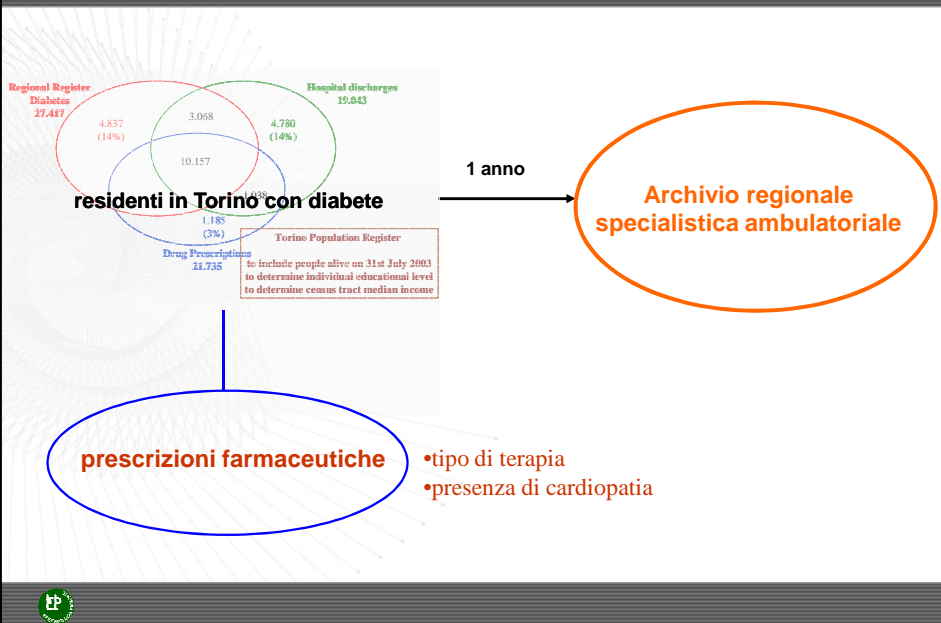 Regional Register
Diabetes
27.417
Hospital discharges
19.043
4.837
(14%)
3.068
4.780
(14%)
10.157
1.038
residenti in Torino con diabete
1.185
(3%)
Drug Prescriptions
21.735
Torino Population Register
to include people alive on 31st July 2003
to determine individual educational level
to determine census tract median income
1 anno
Archivio regionale
specialistica ambulatoriale
prescrizioni farmaceutiche
•tipo di terapia
•presenza di cardiopatia